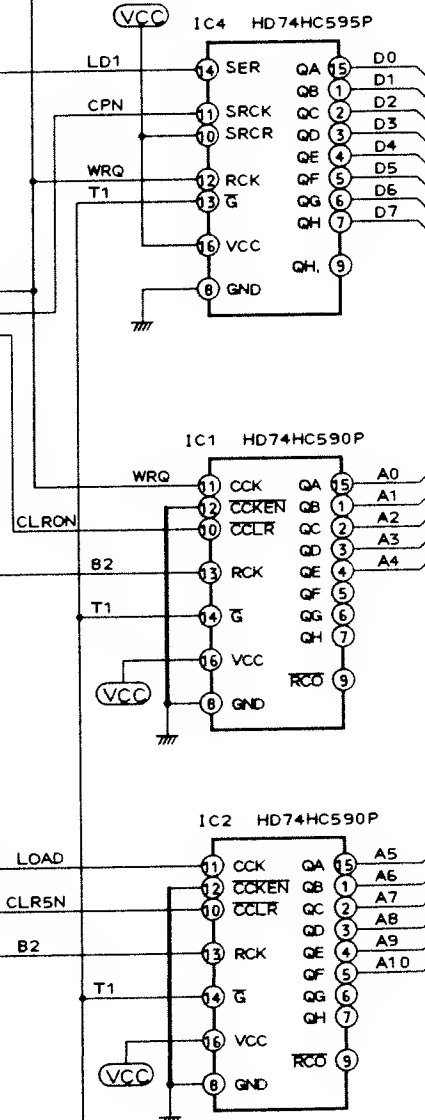 VCC
IC4 HD74HC595P
LD1 14 SER QA 15 D0
QB 1 D1
CPN 11 SRCK QC 2 D2
10 SRCR QD 3 D3
QE 4 D4
WRQ 12 RCK QF 5 D5
T1 13 G QG 6 D6
QH 7 D7
16 VCC
QH, 9
8 GND
IC1 HD74HC590P
WRQ 11 CCK QA 15 A0
12 CCKEN QB 1 A1
CLRON 10 CCLR QC 2 A2
QD 3 A3
B2 13 RCK QE 4 A4
QF 5
T1 14 G QG 6
QH 7
16 VCC
VCC RCO 9
8 GND
IC2 HD74HC590P
LOAD 11 CCK QA 15 A5
12 CCKEN QB 1 A6
CLR5N 10 CCLR QC 2 A7
QD 3 A8
B2 13 RCK QE 4 A9
QF 5 A10
T1 14 G QG 6
QH 7
16 VCC
VCC RCO 9
8 GND